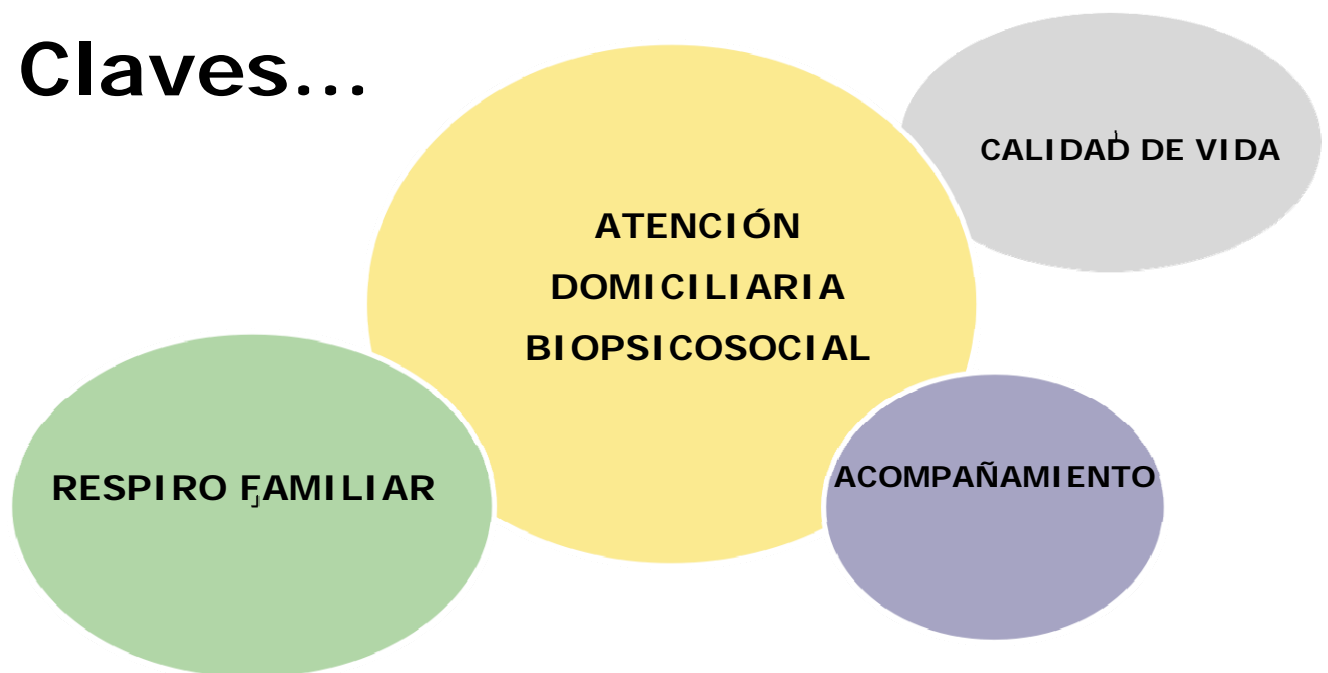 Claves...
CALIDAD DE VIDA
ATENCIÓN
DOMICILIARIA
BIOPSICOSOCIAL
RESPIRO FAMILIAR
ACOMPAÑAMIENTO